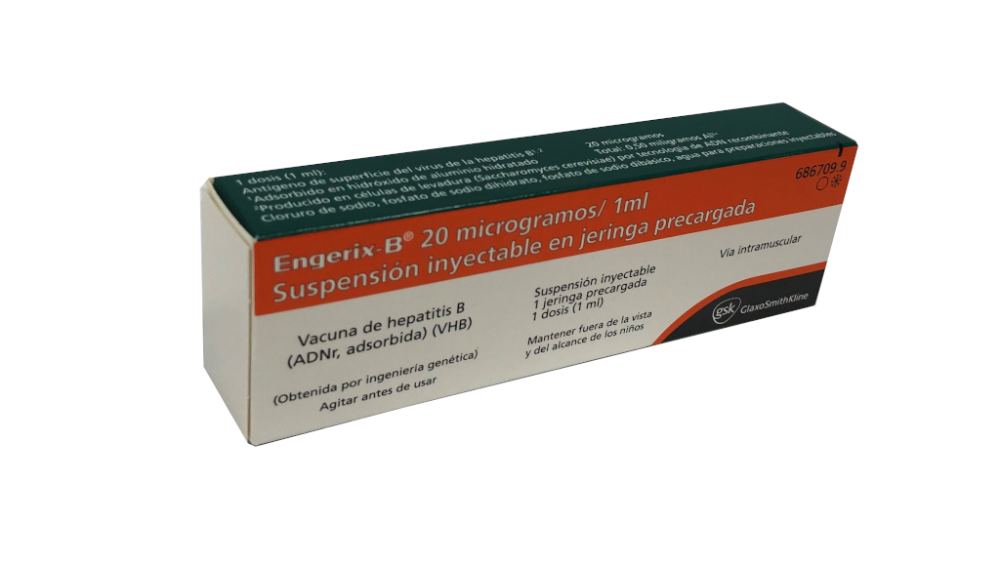 1 dosis (1 ml):
Antígeno de superficie del virus de la hepatitis B¹,² 20 microgramos
¹Adsorbido en hidróxido de aluminio hidratado Total: 0,50 miligramos Al³⁺
²Producido en células de levadura (Saccharomyces cerevisiae) por tecnología de ADN recombinante
Cloruro de sodio, fosfato de sodio dihidrato, fosfato de sodio dibásico, agua para preparaciones inyectables
686709.9
Engerix-B® 20 microgramos/ 1ml
Suspensión inyectable en jeringa precargada
Vacuna de hepatitis B
(ADNr, adsorbida) (VHB)
(Obtenida por ingeniería genética)
Agitar antes de usar
Suspensión inyectable
1 jeringa precargada
1 dosis (1 ml)
Mantener fuera de la vista
y del alcance de los niños
Vía intramuscular
gsk GlaxoSmithKline